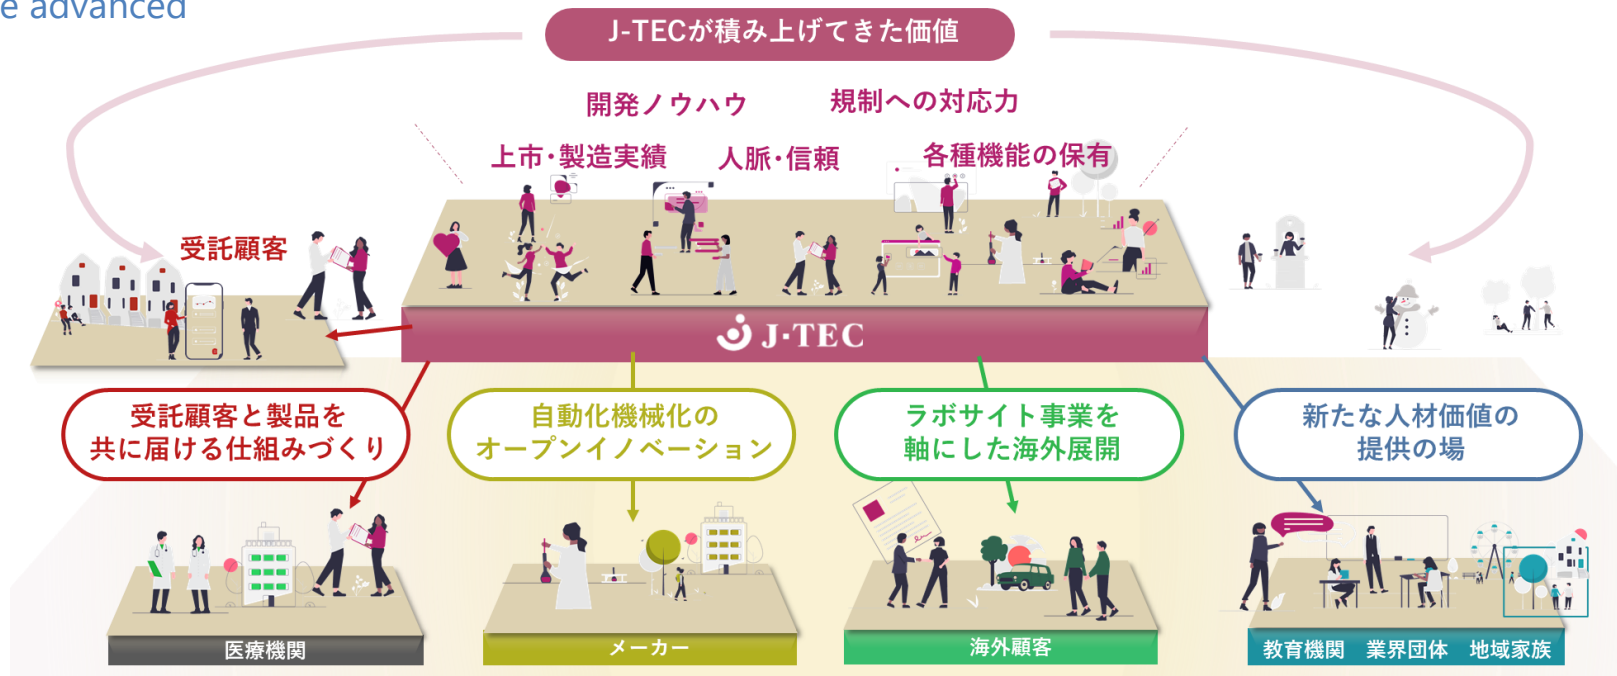 e advanced
J-TECが積み上げてきた価値
開発ノウハウ
規制への対応力
上市・製造実績
人脈・信頼
各種機能の保有
受託顧客
J-TEC
受託顧客と製品を
共に届ける仕組みづくり
自動化機械化の
オープンイノベーション
ラボサイト事業を
軸にした海外展開
新たな人材価値の
提供の場
医療機関
メーカー
海外顧客
教育機関 業界団体 地域家族